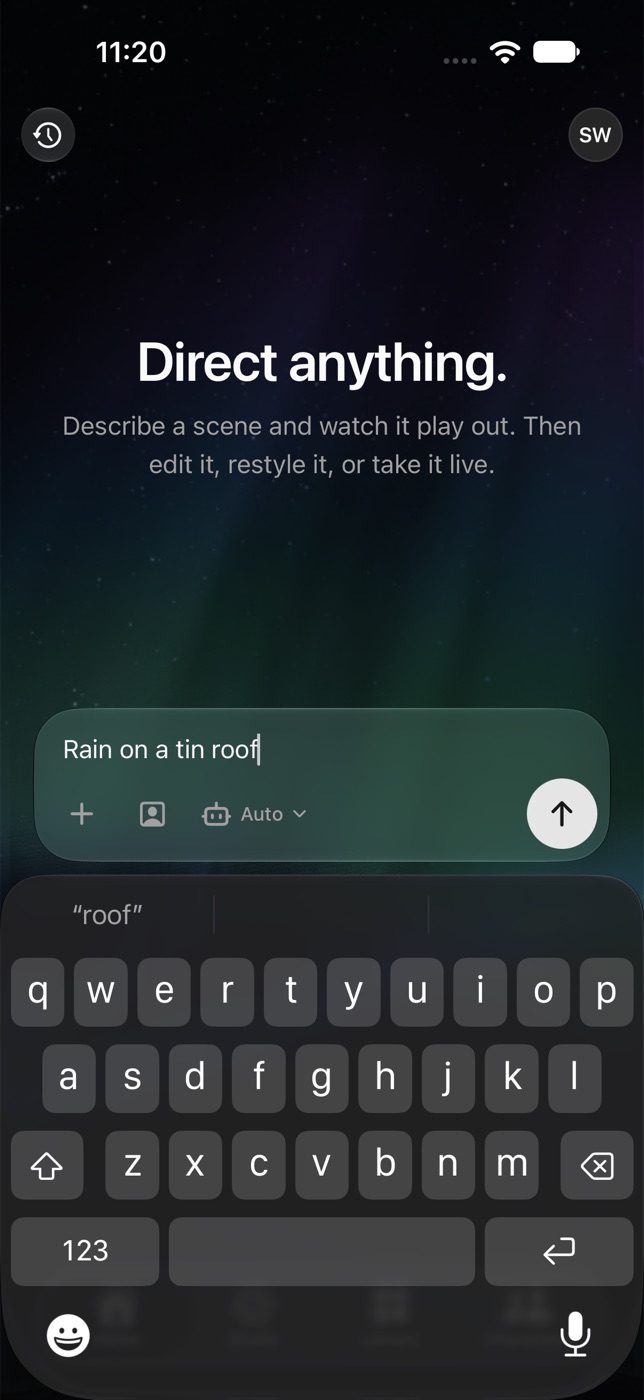 11:20
SW
Direct anything.
Describe a scene and watch it play out. Then
edit it, restyle it, or take it live.
Rain on a tin roof
Auto
“roof”
q w e r t y u i o p
a s d f g h j k l
z x c v b n m
123